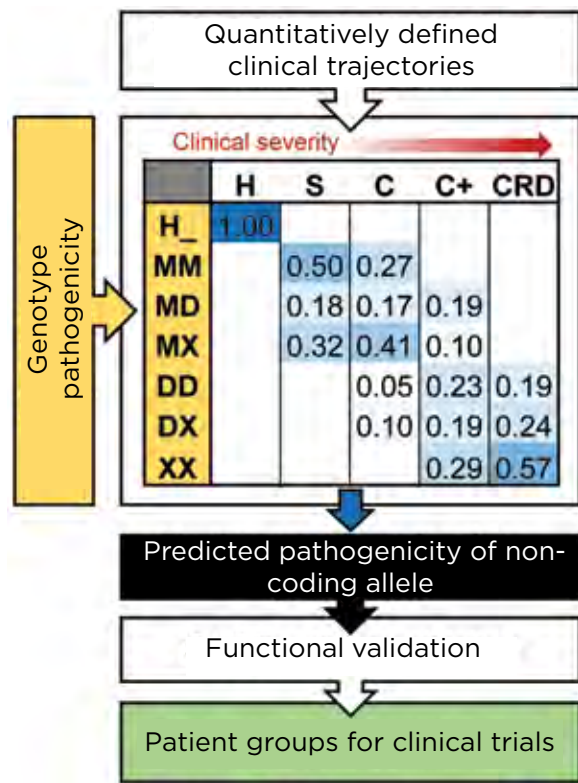 Quantitatively defined
clinical trajectories
Genotype
pathogenicity
Clinical severity
H S C C+ CRD
H_ 1.00
MM 0.50 0.27
MD 0.18 0.17 0.19
MX 0.32 0.41 0.10
DD 0.05 0.23 0.19
DX 0.10 0.19 0.24
XX 0.29 0.57
Predicted pathogenicity of non-
coding allele
Functional validation
Patient groups for clinical trials